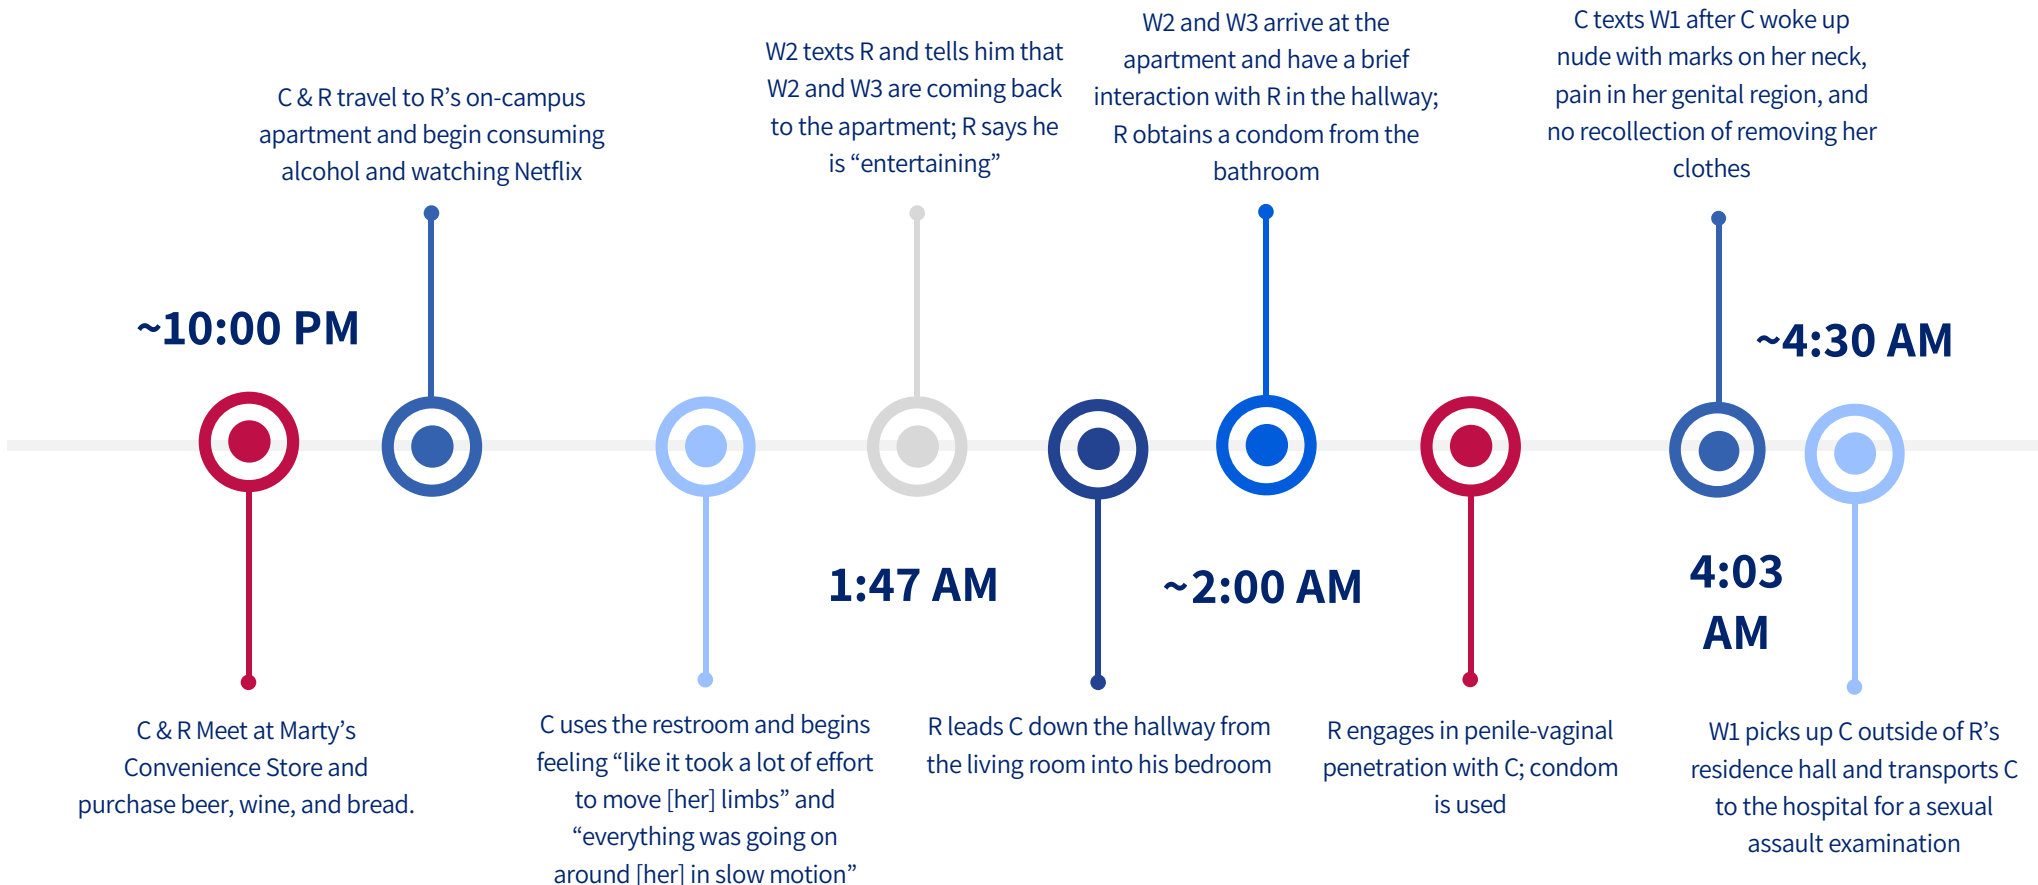 ~10:00 PM
C & R Meet at Marty’s
Convenience Store and
purchase beer, wine, and bread.
C & R travel to R’s on-campus
apartment and begin consuming
alcohol and watching Netflix
C uses the restroom and begins
feeling “like it took a lot of effort
to move [her] limbs” and
“everything was going on
around [her] in slow motion”
W2 texts R and tells him that
W2 and W3 are coming back
to the apartment; R says he
is “entertaining”
1:47 AM
R leads C down the hallway from
the living room into his bedroom
W2 and W3 arrive at the
apartment and have a brief
interaction with R in the hallway;
R obtains a condom from the
bathroom
~2:00 AM
R engages in penile-vaginal
penetration with C; condom
is used
C texts W1 after C woke up
nude with marks on her neck,
pain in her genital region, and
no recollection of removing her
clothes
4:03
AM
~4:30 AM
W1 picks up C outside of R’s
residence hall and transports C
to the hospital for a sexual
assault examination